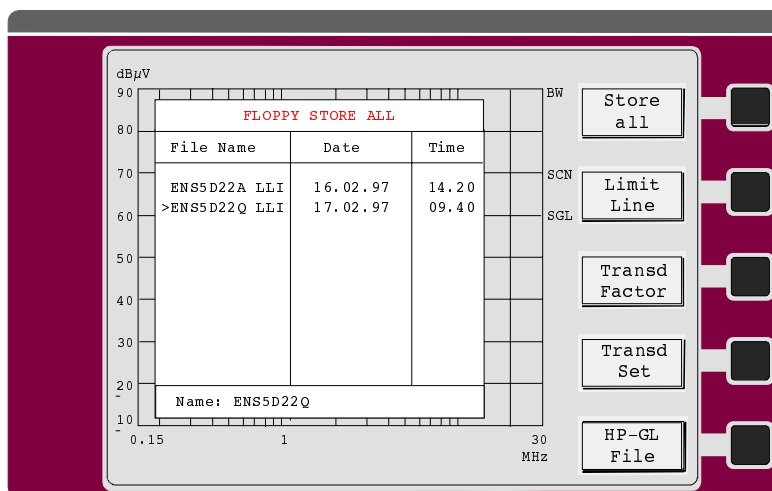 dBµV
90
80
70
60
50
40
30
20
10
0.15
1
30
MHz
BW
SCN
SGL
FLOPPY STORE ALL
File Name Date Time
ENS5D22A LLI 16.02.97 14.20
>ENS5D22Q LLI 17.02.97 09.40
Name: ENS5D22Q
Store
all
Limit
Line
Transd
Factor
Transd
Set
HP-GL
File